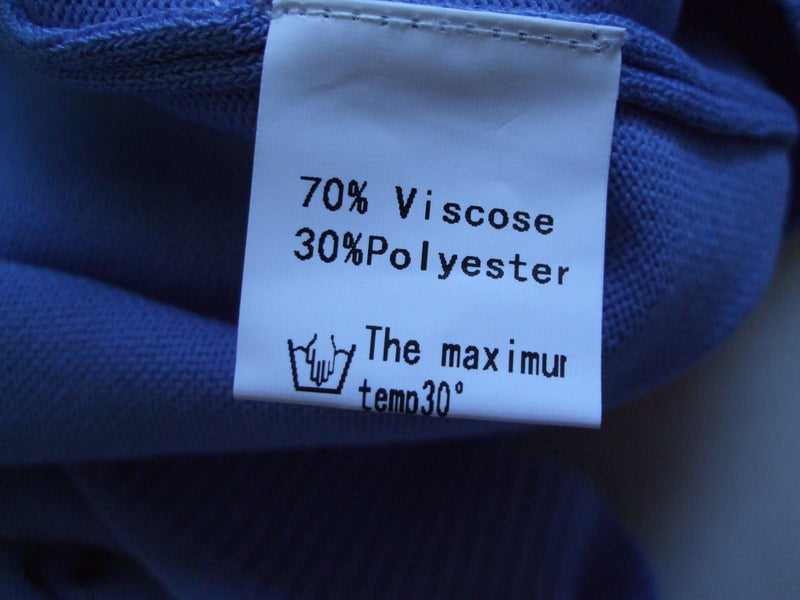 70% Viscose
30%Polyester
The maximur
temp30°